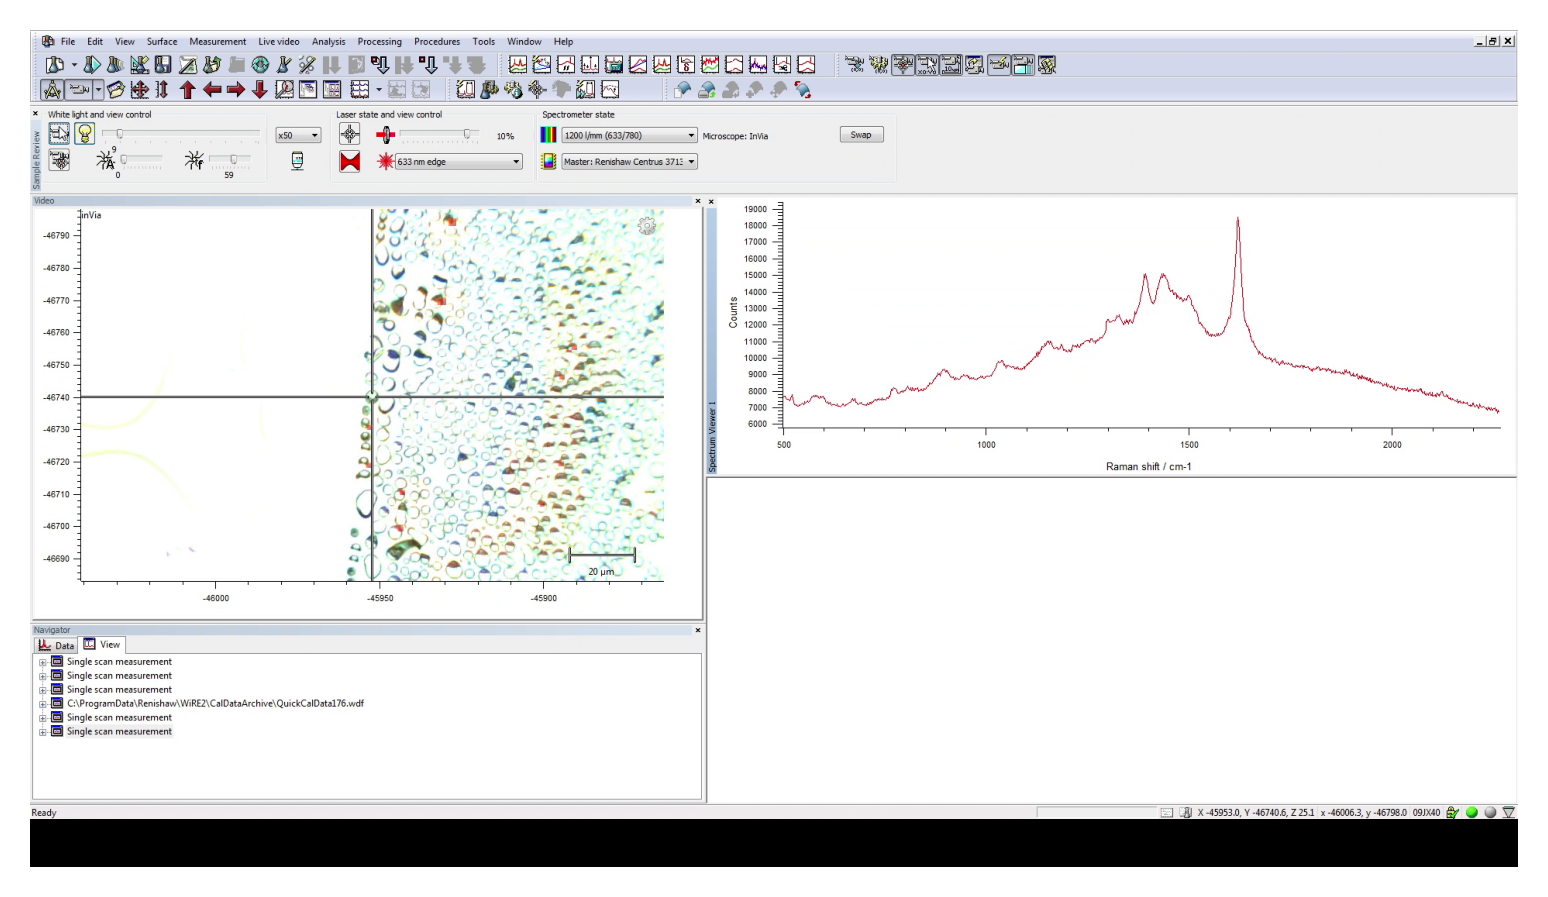 File Edit View Surface Measurement Live video Analysis Processing Procedures Tools Window Help
White light and view control
Laser state and view control
Spectrometer state
Sample Review
x50
10%
1200 l/mm (633/780)
Microscope: InVia
Swap
9
A
0
f
59
633 nm edge
Master: Renishaw Centrus 3713
Video
inVia
-46790
-46780
-46770
-46760
-46750
-46740
-46730
-46720
-46710
-46700
-46690
20 µm
-46000
-45950
-45900
Spectrum Viewer 1
Counts
19000
18000
17000
16000
15000
14000
13000
12000
11000
10000
9000
8000
7000
6000
500
1000
1500
2000
Raman shift / cm-1
Navigator
Data
View
Single scan measurement
Single scan measurement
Single scan measurement
C:\ProgramData\Renishaw\WiRE2\CalDataArchive\QuickCalData176.wdf
Single scan measurement
Single scan measurement
Ready
X -45953.0, Y -46740.6, Z 25.1 x -46006.3, y -46798.0 09JX40